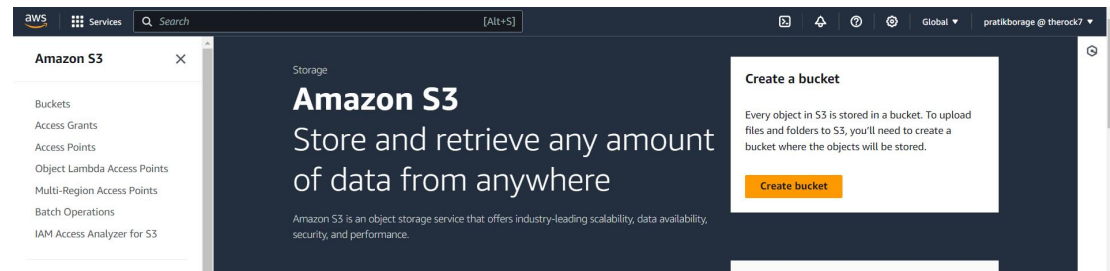 aws Services Search [Alt+S] Global ▼ pratikborage @ therock7 ▼
Amazon S3
Buckets
Access Grants
Access Points
Object Lambda Access Points
Multi-Region Access Points
Batch Operations
IAM Access Analyzer for S3
Storage
Amazon S3
Store and retrieve any amount
of data from anywhere
Amazon S3 is an object storage service that offers industry-leading scalability, data availability,
security, and performance.
Create a bucket
Every object in S3 is stored in a bucket. To upload
files and folders to S3, you'll need to create a
bucket where the objects will be stored.
Create bucket